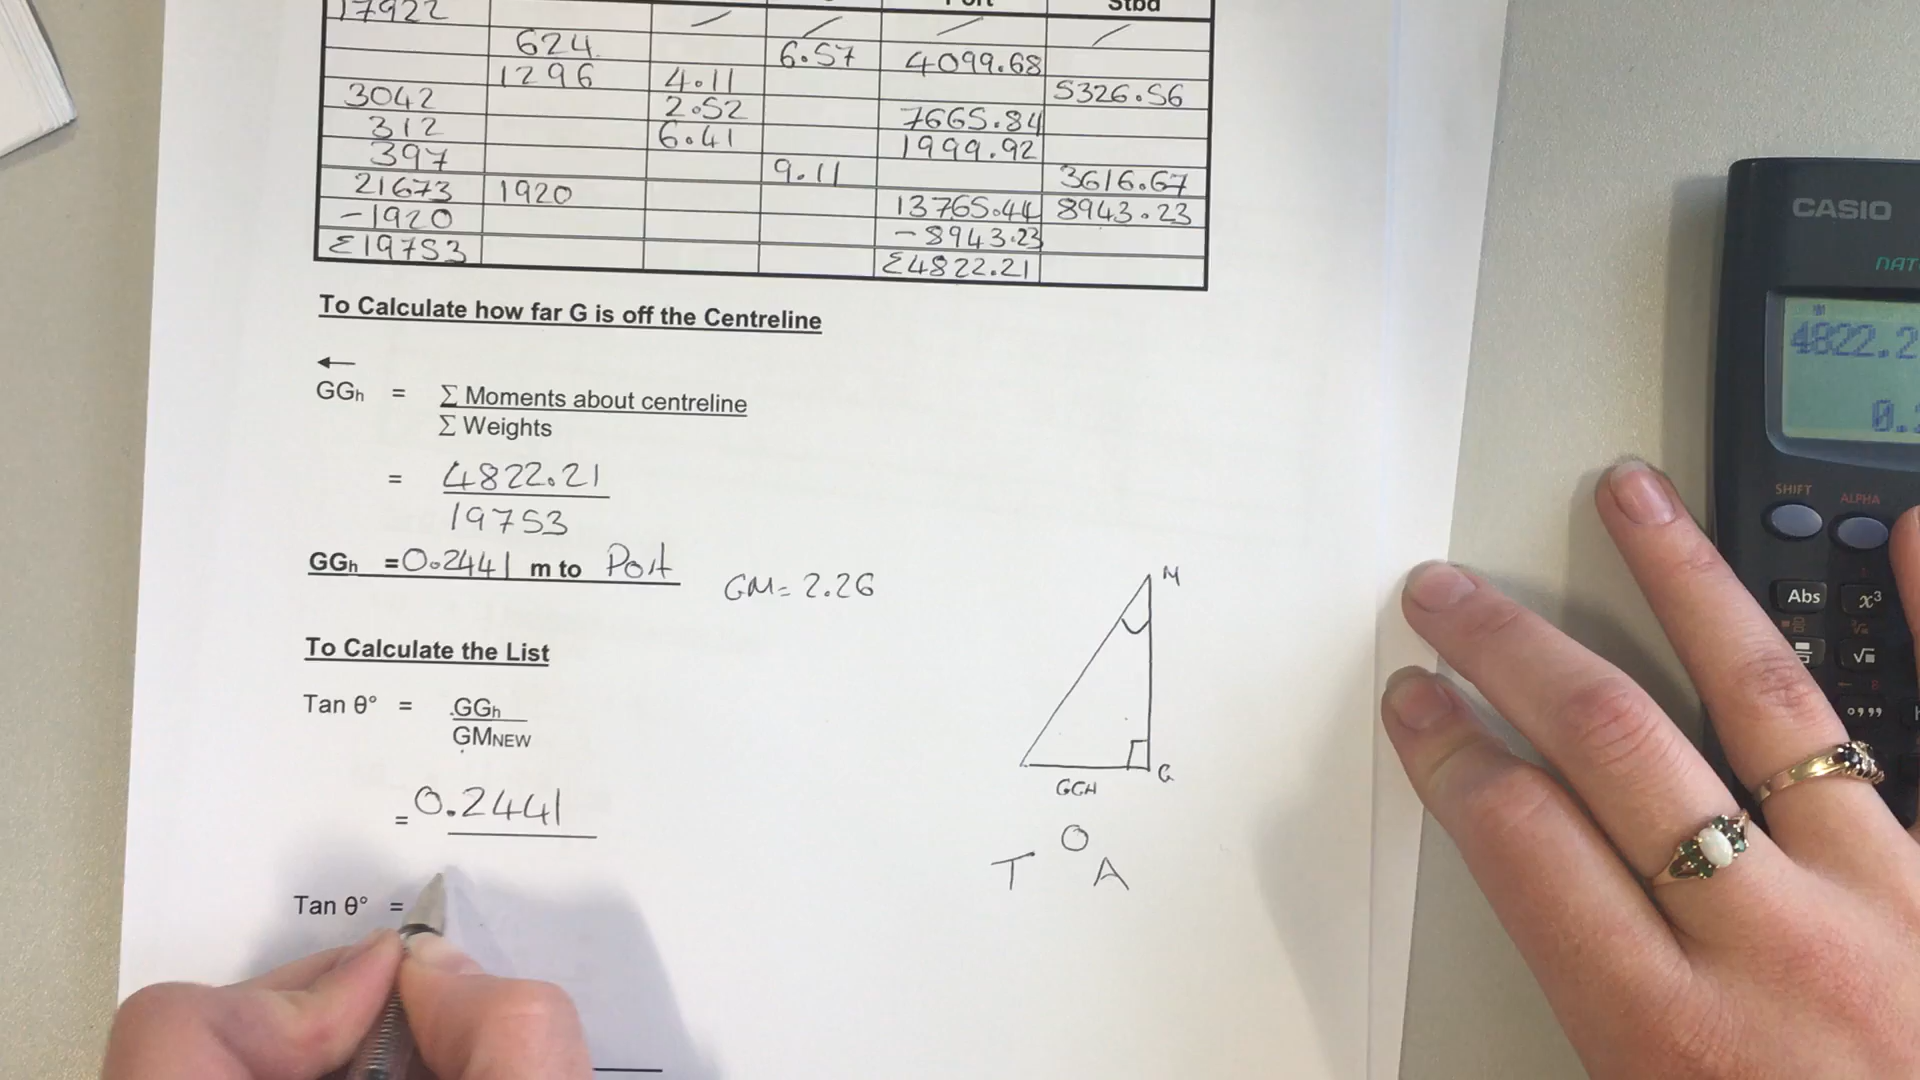 Port Stbd
17922
624 6.57 4099.68
1296 4.11 5326.56
3042 2.52 7665.84
312 6.41 1999.92
397 9.11 3616.67
21673 1920 13765.44 8943.23
-1920 -8943.23
Σ19753 Σ4822.21
To Calculate how far G is off the Centreline
GGh = Σ Moments about centreline
Σ Weights
= 4822.21
19753
GGh = 0.2441 m to Port
GM = 2.26
To Calculate the List
Tan θ° = GGh
GMNEW
= 0.2441
Tan θ° =
M
G
GGH
T O A
CASIO
NAT
4822.2
0.2
SHIFT ALPHA
Abs x³
√